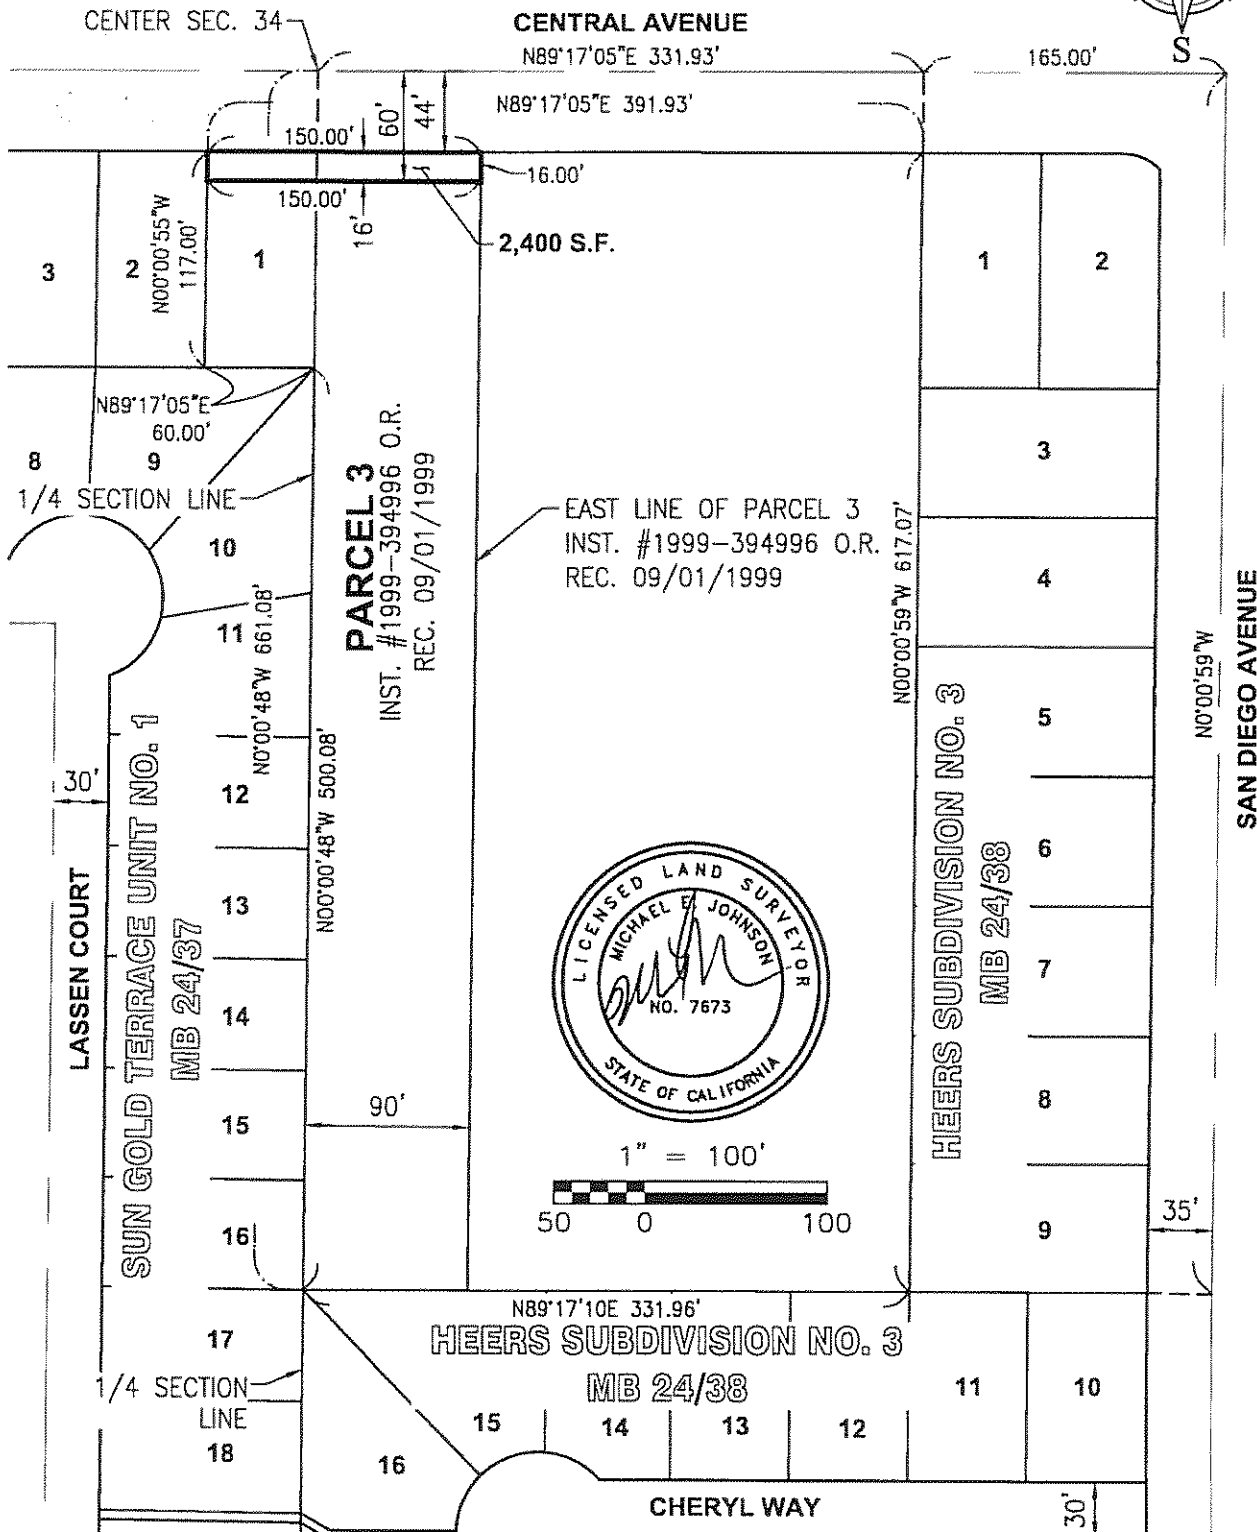 CENTER SEC. 34
CENTRAL AVENUE
S
N89°17'05"E 331.93'
165.00'
N89°17'05"E 391.93'
60'
44'
150.00'
16.00'
150.00'
16'
2,400 S.F.
N00°00'55"W
117.00'
3
2
1
1
2
N89°17'05"E
60.00'
8
9
1/4 SECTION LINE
10
11
N0°00'48"W 661.08'
N00°00'48"W 500.08'
PARCEL 3
INST. #1999-394996 O.R.
REC. 09/01/1999
EAST LINE OF PARCEL 3
INST. #1999-394996 O.R.
REC. 09/01/1999
N00°00'59"W 617.07'
3
4
5
6
7
8
9
N0°00'59"W
SAN DIEGO AVENUE
HEERS SUBDIVISION NO. 3
MB 24/38
30'
LASSEN COURT
SUN GOLD TERRACE UNIT NO. 1
MB 24/37
12
13
14
15
16
90'
LICENSED LAND SURVEYOR
MICHAEL E. JOHNSON
NO. 7673
STATE OF CALIFORNIA
1" = 100'
50 0 100
35'
N89°17'10E 331.96'
HEERS SUBDIVISION NO. 3
MB 24/38
17
1/4 SECTION
LINE
18
16
15
14
13
12
11
10
CHERYL WAY
30'